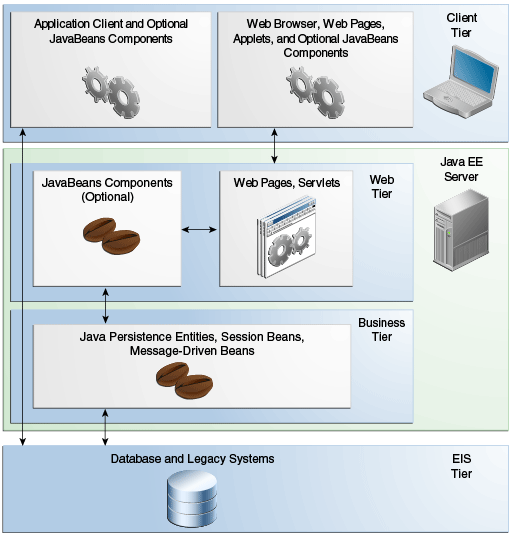 Application Client and Optional
JavaBeans Components
Web Browser, Web Pages,
Applets, and Optional JavaBeans
Components
Client
Tier
Java EE
Server
JavaBeans Components
(Optional)
Web Pages, Servlets
Web
Tier
Business
Tier
Java Persistence Entities, Session Beans,
Message-Driven Beans
Database and Legacy Systems
EIS
Tier